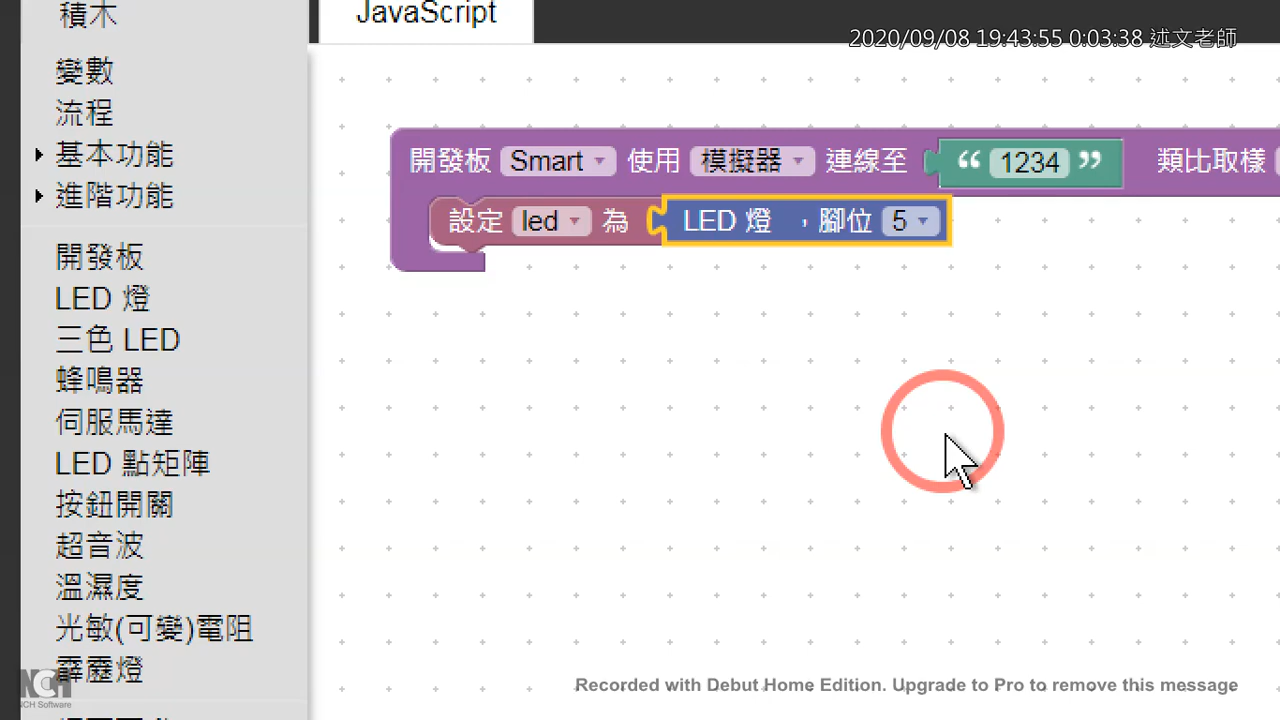 JavaScript
2020/09/08 19:43:55 0:03:38 述文老師
積木
變數
流程
基本功能
進階功能
開發板
LED 燈
三色 LED
蜂鳴器
伺服馬達
LED 點矩陣
按鈕開關
超音波
溫濕度
光敏(可變)電阻
霹靂燈
開發板 Smart 使用 模擬器 連線至 “ 1234 ” 類比取樣
設定 led 為 LED 燈 ,腳位 5
NCH
NCH Software
Recorded with Debut Home Edition. Upgrade to Pro to remove this message